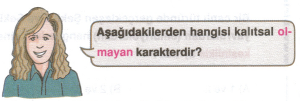 Aşağıdakilerden hangisi kalıtsal ol-
mayan karakterdir?